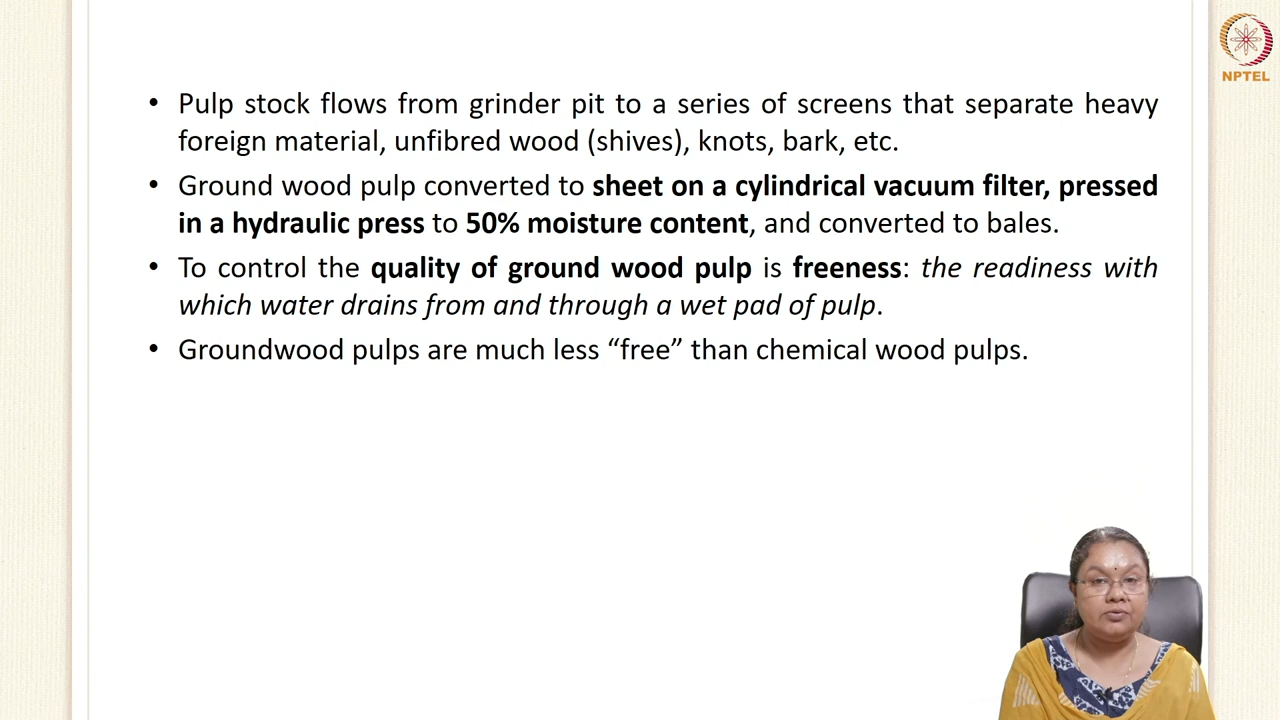 NPTEL
• Pulp stock flows from grinder pit to a series of screens that separate heavy
foreign material, unfibred wood (shives), knots, bark, etc.
• Ground wood pulp converted to sheet on a cylindrical vacuum filter, pressed
in a hydraulic press to 50% moisture content, and converted to bales.
• To control the quality of ground wood pulp is freeness: the readiness with
which water drains from and through a wet pad of pulp.
• Groundwood pulps are much less “free” than chemical wood pulps.